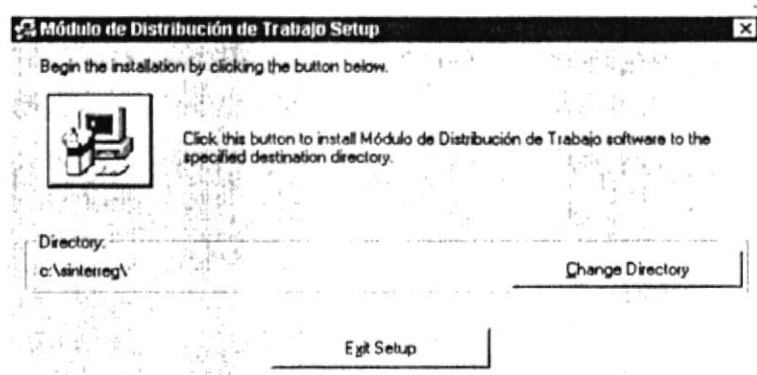 Módulo de Distribución de Trabajo Setup
Begin the installation by clicking the button below.
Click this button to install Módulo de Distribución de Trabajo software to the
specified destination directory.
Directory:
c:\sinterreg\
Change Directory
Exit Setup